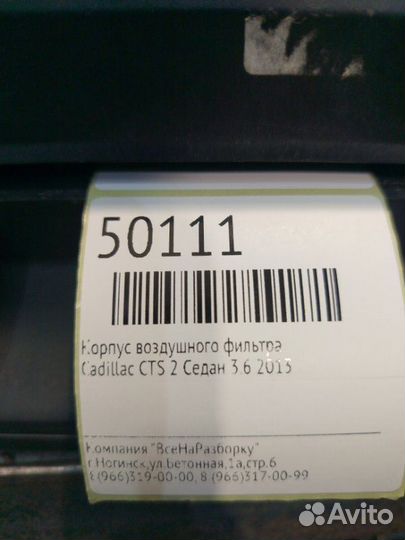 50111
Корпус воздушного фильтра
Cadillac CTS 2 Седан 3.6 2013
Компания "ВсеНаРазборку"
г.Ногинск,ул.Бетонная,1а,стр.6
8(966)319-00-00, 8 (966)317-00-99
Avito